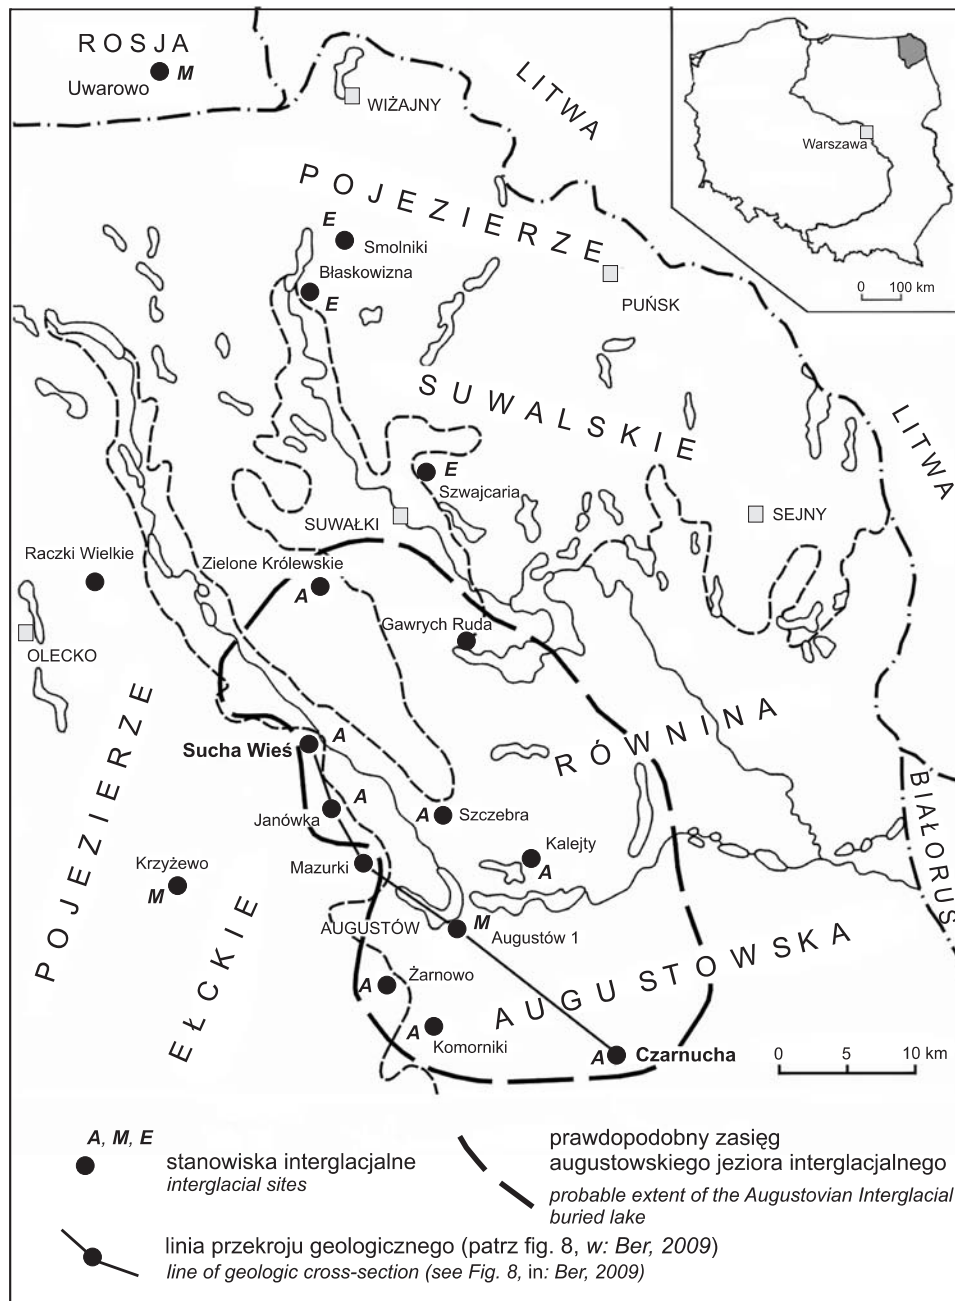 ROSJA
Uwarowo
M
WIŻAJNY
LITWA
Warszawa
0 100 km
POJEZIERZE
E
Smolniki
Błaskowizna
E
PUŃSK
SUWALSKIE
LITWA
E
Szwajcaria
SUWAŁKI
SEJNY
Raczki Wielkie
Zielone Królewskie
A
Gawrych Ruda
OLECKO
POJEZIERZE
RÓWNINA
A
Sucha Wieś
BIAŁORUŚ
A
Janówka
A
Szczebra
Kalejty
A
Mazurki
Krzyżewo
M
EŁCKIE
AUGUSTÓW
M
Augustów 1
AUGUSTOWSKA
A
Żarnowo
A
Komorniki
A
Czarnucha
0 5 10 km
A, M, E
stanowiska interglacjalne
interglacial sites
prawdopodobny zasięg
augustowskiego jeziora interglacjalnego
probable extent of the Augustovian Interglacial
buried lake
linia przekroju geologicznego (patrz fig. 8, w: Ber, 2009)
line of geologic cross-section (see Fig. 8, in: Ber, 2009)